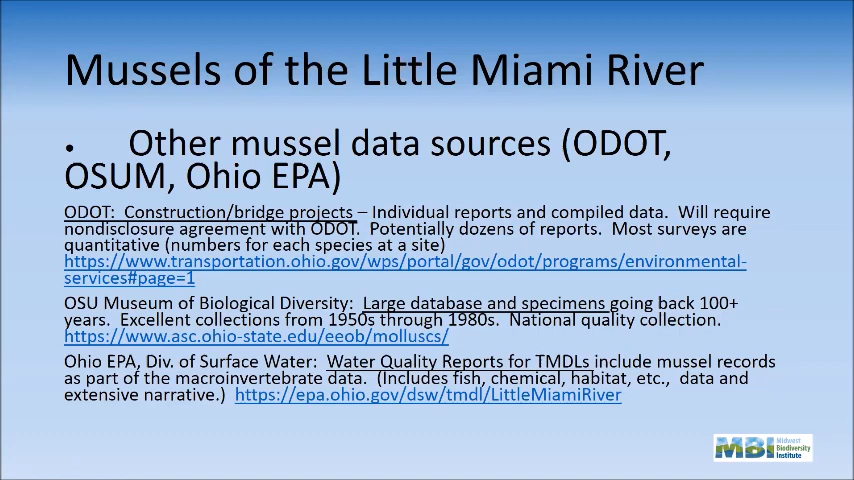 Mussels of the Little Miami River
• Other mussel data sources (ODOT,
OSUM, Ohio EPA)
ODOT: Construction/bridge projects – Individual reports and compiled data. Will require
nondisclosure agreement with ODOT. Potentially dozens of reports. Most surveys are
quantitative (numbers for each species at a site)
https://www.transportation.ohio.gov/wps/portal/gov/odot/programs/environmental-
services#page=1
OSU Museum of Biological Diversity: Large database and specimens going back 100+
years. Excellent collections from 1950s through 1980s. National quality collection.
https://www.asc.ohio-state.edu/eeob/molluscs/
Ohio EPA, Div. of Surface Water: Water Quality Reports for TMDLs include mussel records
as part of the macroinvertebrate data. (Includes fish, chemical, habitat, etc., data and
extensive narrative.) https://epa.ohio.gov/dsw/tmdl/LittleMiamiRiver
MBI Midwest
Biodiversity
Institute